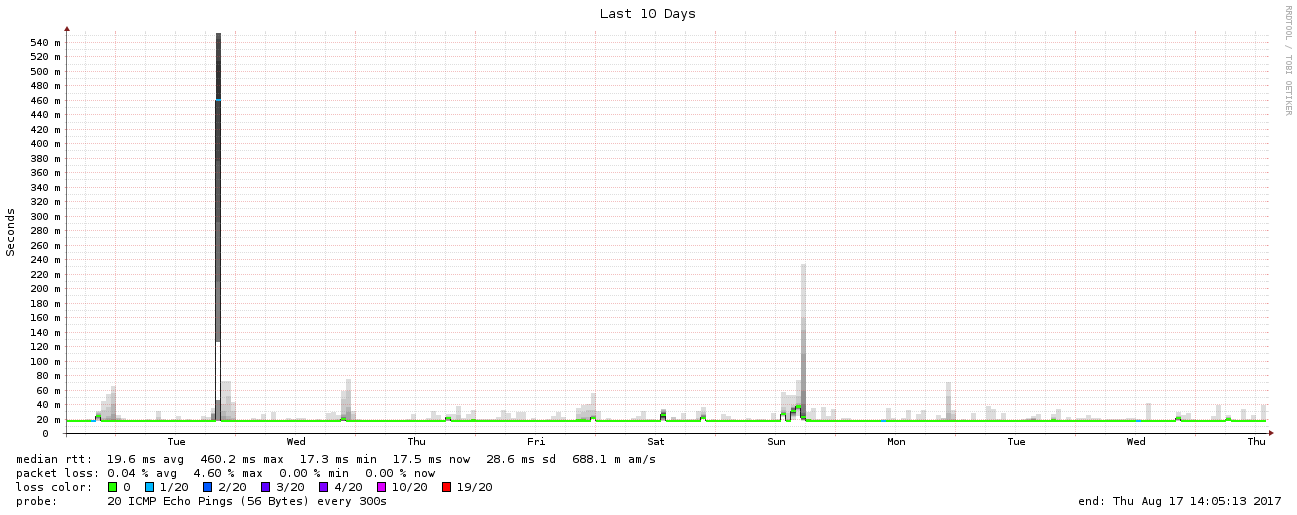 Last 10 Days
RRDTOOL / TOBI OETIKER
Seconds
540 m
520 m
500 m
480 m
460 m
440 m
420 m
400 m
380 m
360 m
340 m
320 m
300 m
280 m
260 m
240 m
220 m
200 m
180 m
160 m
140 m
120 m
100 m
80 m
60 m
40 m
20 m
0
Tue Wed Thu Fri Sat Sun Mon Tue Wed Thu
median rtt: 19.6 ms avg 460.2 ms max 17.3 ms min 17.5 ms now 28.6 ms sd 688.1 m am/s
packet loss: 0.04 % avg 4.60 % max 0.00 % min 0.00 % now
loss color: 0 1/20 2/20 3/20 4/20 10/20 19/20
probe: 20 ICMP Echo Pings (56 Bytes) every 300s end: Thu Aug 17 14:05:13 2017